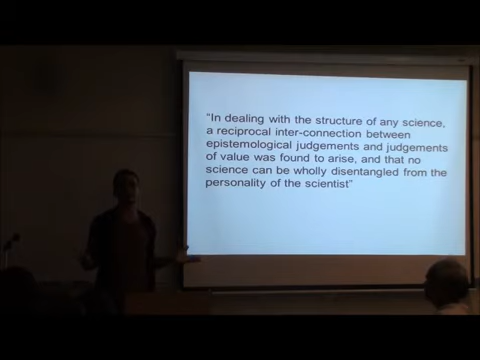 "In dealing with the structure of any science,
a reciprocal inter-connection between
epistemological judgements and judgements
of value was found to arise, and that no
science can be wholly disentangled from the
personality of the scientist"